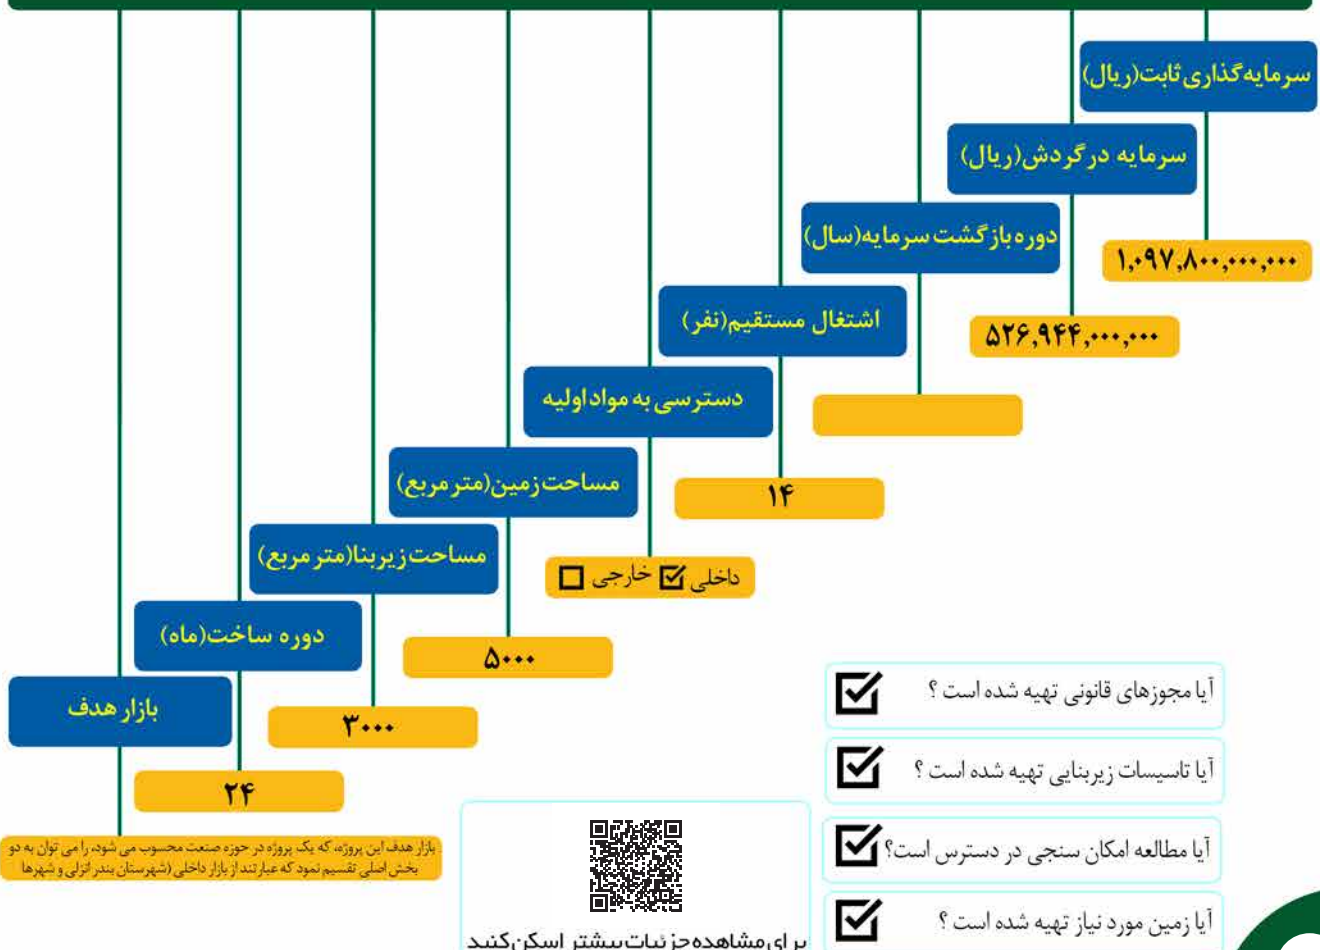 سرمایه‌گذاری ثابت(ریال)
۱,۰۹۷,۸۰۰,۰۰۰,۰۰۰
سرمایه در گردش(ریال)
۵۲۶,۹۴۴,۰۰۰,۰۰۰
دوره بازگشت سرمایه(سال)
اشتغال مستقیم(نفر)
۱۴
دسترسی به مواد اولیه
داخلی ☑ خارجی ☐
مساحت زمین(متر مربع)
۵۰۰۰
مساحت زیربنا(متر مربع)
۳۰۰۰
دوره ساخت(ماه)
۲۴
بازار هدف
بازار هدف این پروژه، که یک پروژه در حوزه صنعت محسوب می شود، را می توان به دو
بخش اصلی تقسیم نمود که عبارتند از بازار داخلی (شهرستان بندر انزلی و شهرها
آیا مجوزهای قانونی تهیه شده است ؟ ☑
آیا تاسیسات زیربنایی تهیه شده است ؟ ☑
آیا مطالعه امکان سنجی در دسترس است؟ ☑
آیا زمین مورد نیاز تهیه شده است ؟ ☑
برای مشاهده جزئیات بیشتر اسکن کنید